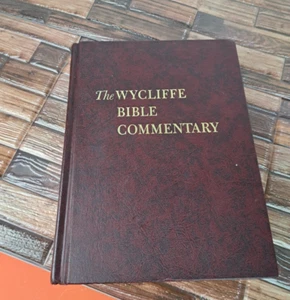 The WYCLIFFE
BIBLE
COMMENTARY